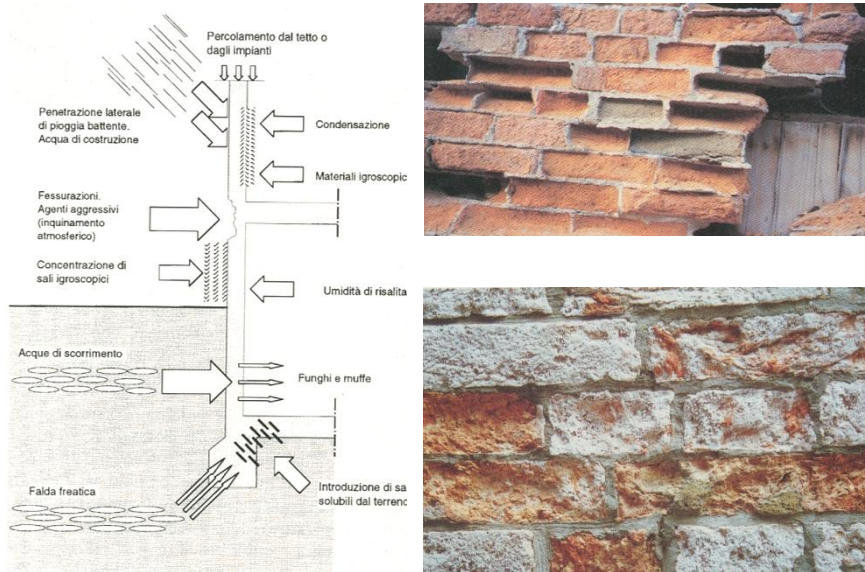 Percolamento dal tetto o
dagli impianti
Penetrazione laterale
di pioggia battente.
Acqua di costruzione
Condensazione
Materiali igroscopic
Fessurazioni.
Agenti aggressivi
(inquinamento
atmosferico)
Concentrazione di
sali igroscopici
Umidità di risalita
Acque di scorrimento
Funghi e muffe
Falda freatica
Introduzione di sa
solubili dal terreno